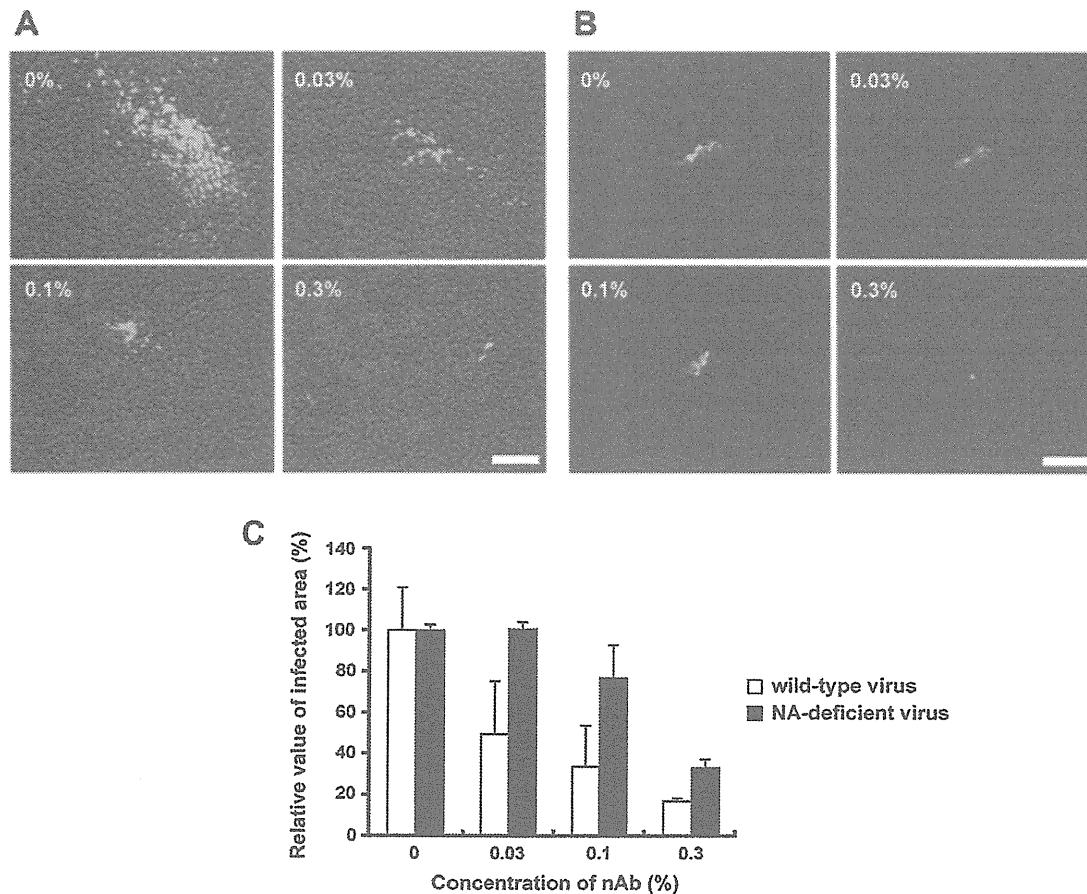 A
B
0%
0.03%
0%
0.03%
0.1%
0.3%
0.1%
0.3%
C
Relative value of infected area (%)
140
120
100
80
60
40
20
0
0
0.03
0.1
0.3
Concentration of nAb (%)
wild-type virus
NA-deficient virus